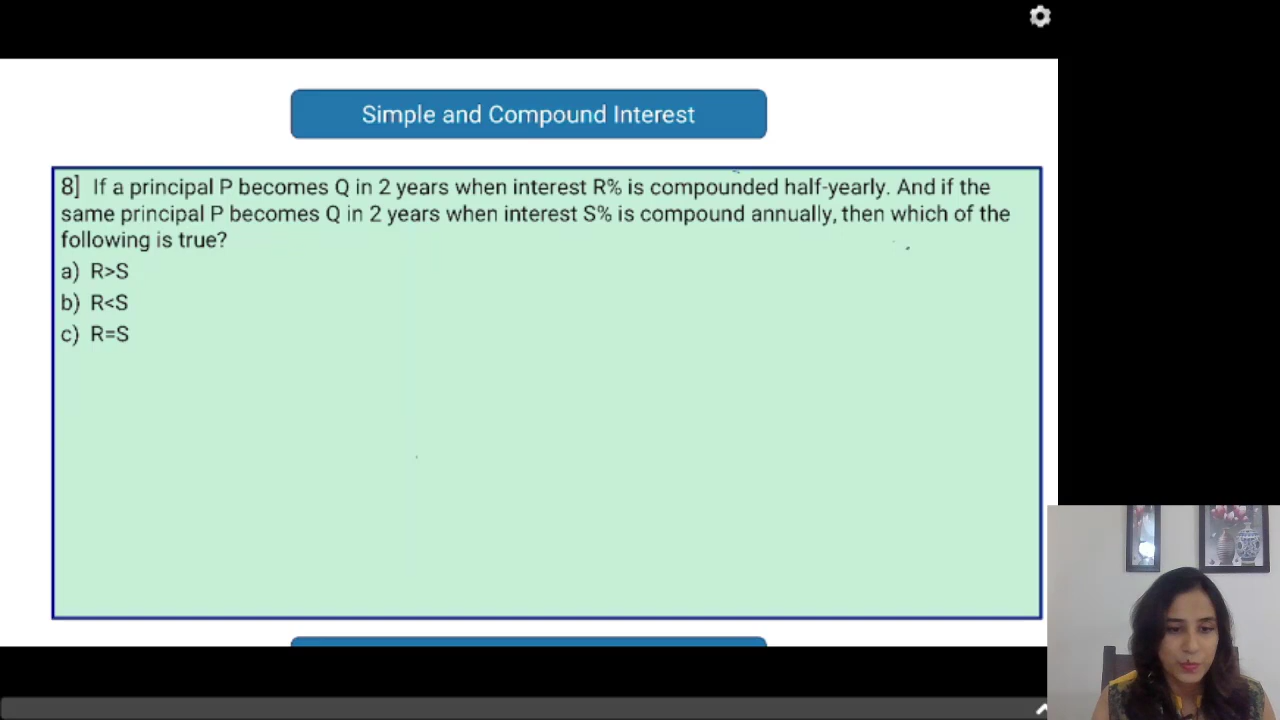 Simple and Compound Interest
8] If a principal P becomes Q in 2 years when interest R% is compounded half-yearly. And if the
same principal P becomes Q in 2 years when interest S% is compound annually, then which of the
following is true?
a) R>S
b) R<S
c) R=S